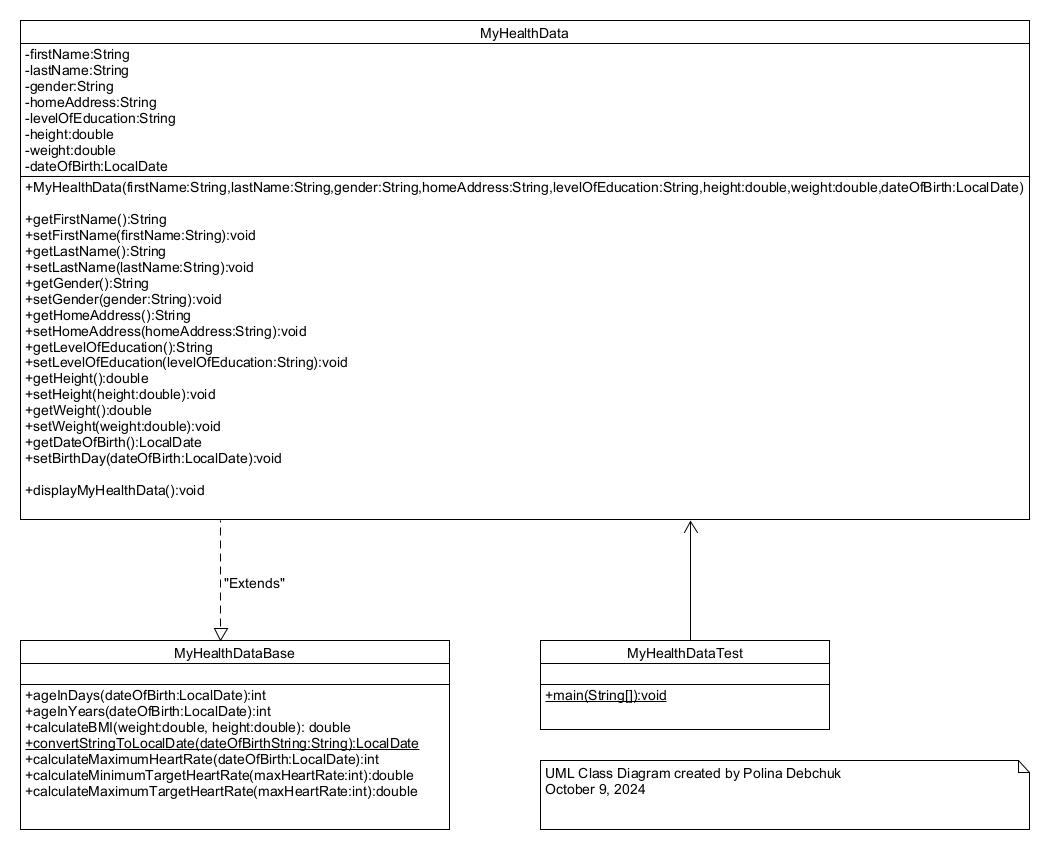 MyHealthData
-firstName:String
-lastName:String
-gender:String
-homeAddress:String
-levelOfEducation:String
-height:double
-weight:double
-dateOfBirth:LocalDate
+MyHealthData(firstName:String,lastName:String,gender:String,homeAddress:String,levelOfEducation:String,height:double,weight:double,dateOfBirth:LocalDate)
+getFirstName():String
+setFirstName(firstName:String):void
+getLastName():String
+setLastName(lastName:String):void
+getGender():String
+setGender(gender:String):void
+getHomeAddress():String
+setHomeAddress(homeAddress:String):void
+getLevelOfEducation():String
+setLevelOfEducation(levelOfEducation:String):void
+getHeight():double
+setHeight(height:double):void
+getWeight():double
+setWeight(weight:double):void
+getDateOfBirth():LocalDate
+setBirthDay(dateOfBirth:LocalDate):void
+displayMyHealthData():void
"Extends"
MyHealthDataBase
+ageInDays(dateOfBirth:LocalDate):int
+ageInYears(dateOfBirth:LocalDate):int
+calculateBMI(weight:double, height:double): double
+convertStringToLocalDate(dateOfBirthString:String):LocalDate
+calculateMaximumHeartRate(dateOfBirth:LocalDate):int
+calculateMinimumTargetHeartRate(maxHeartRate:int):double
+calculateMaximumTargetHeartRate(maxHeartRate:int):double
MyHealthDataTest
+main(String[]):void
UML Class Diagram created by Polina Debchuk
October 9, 2024